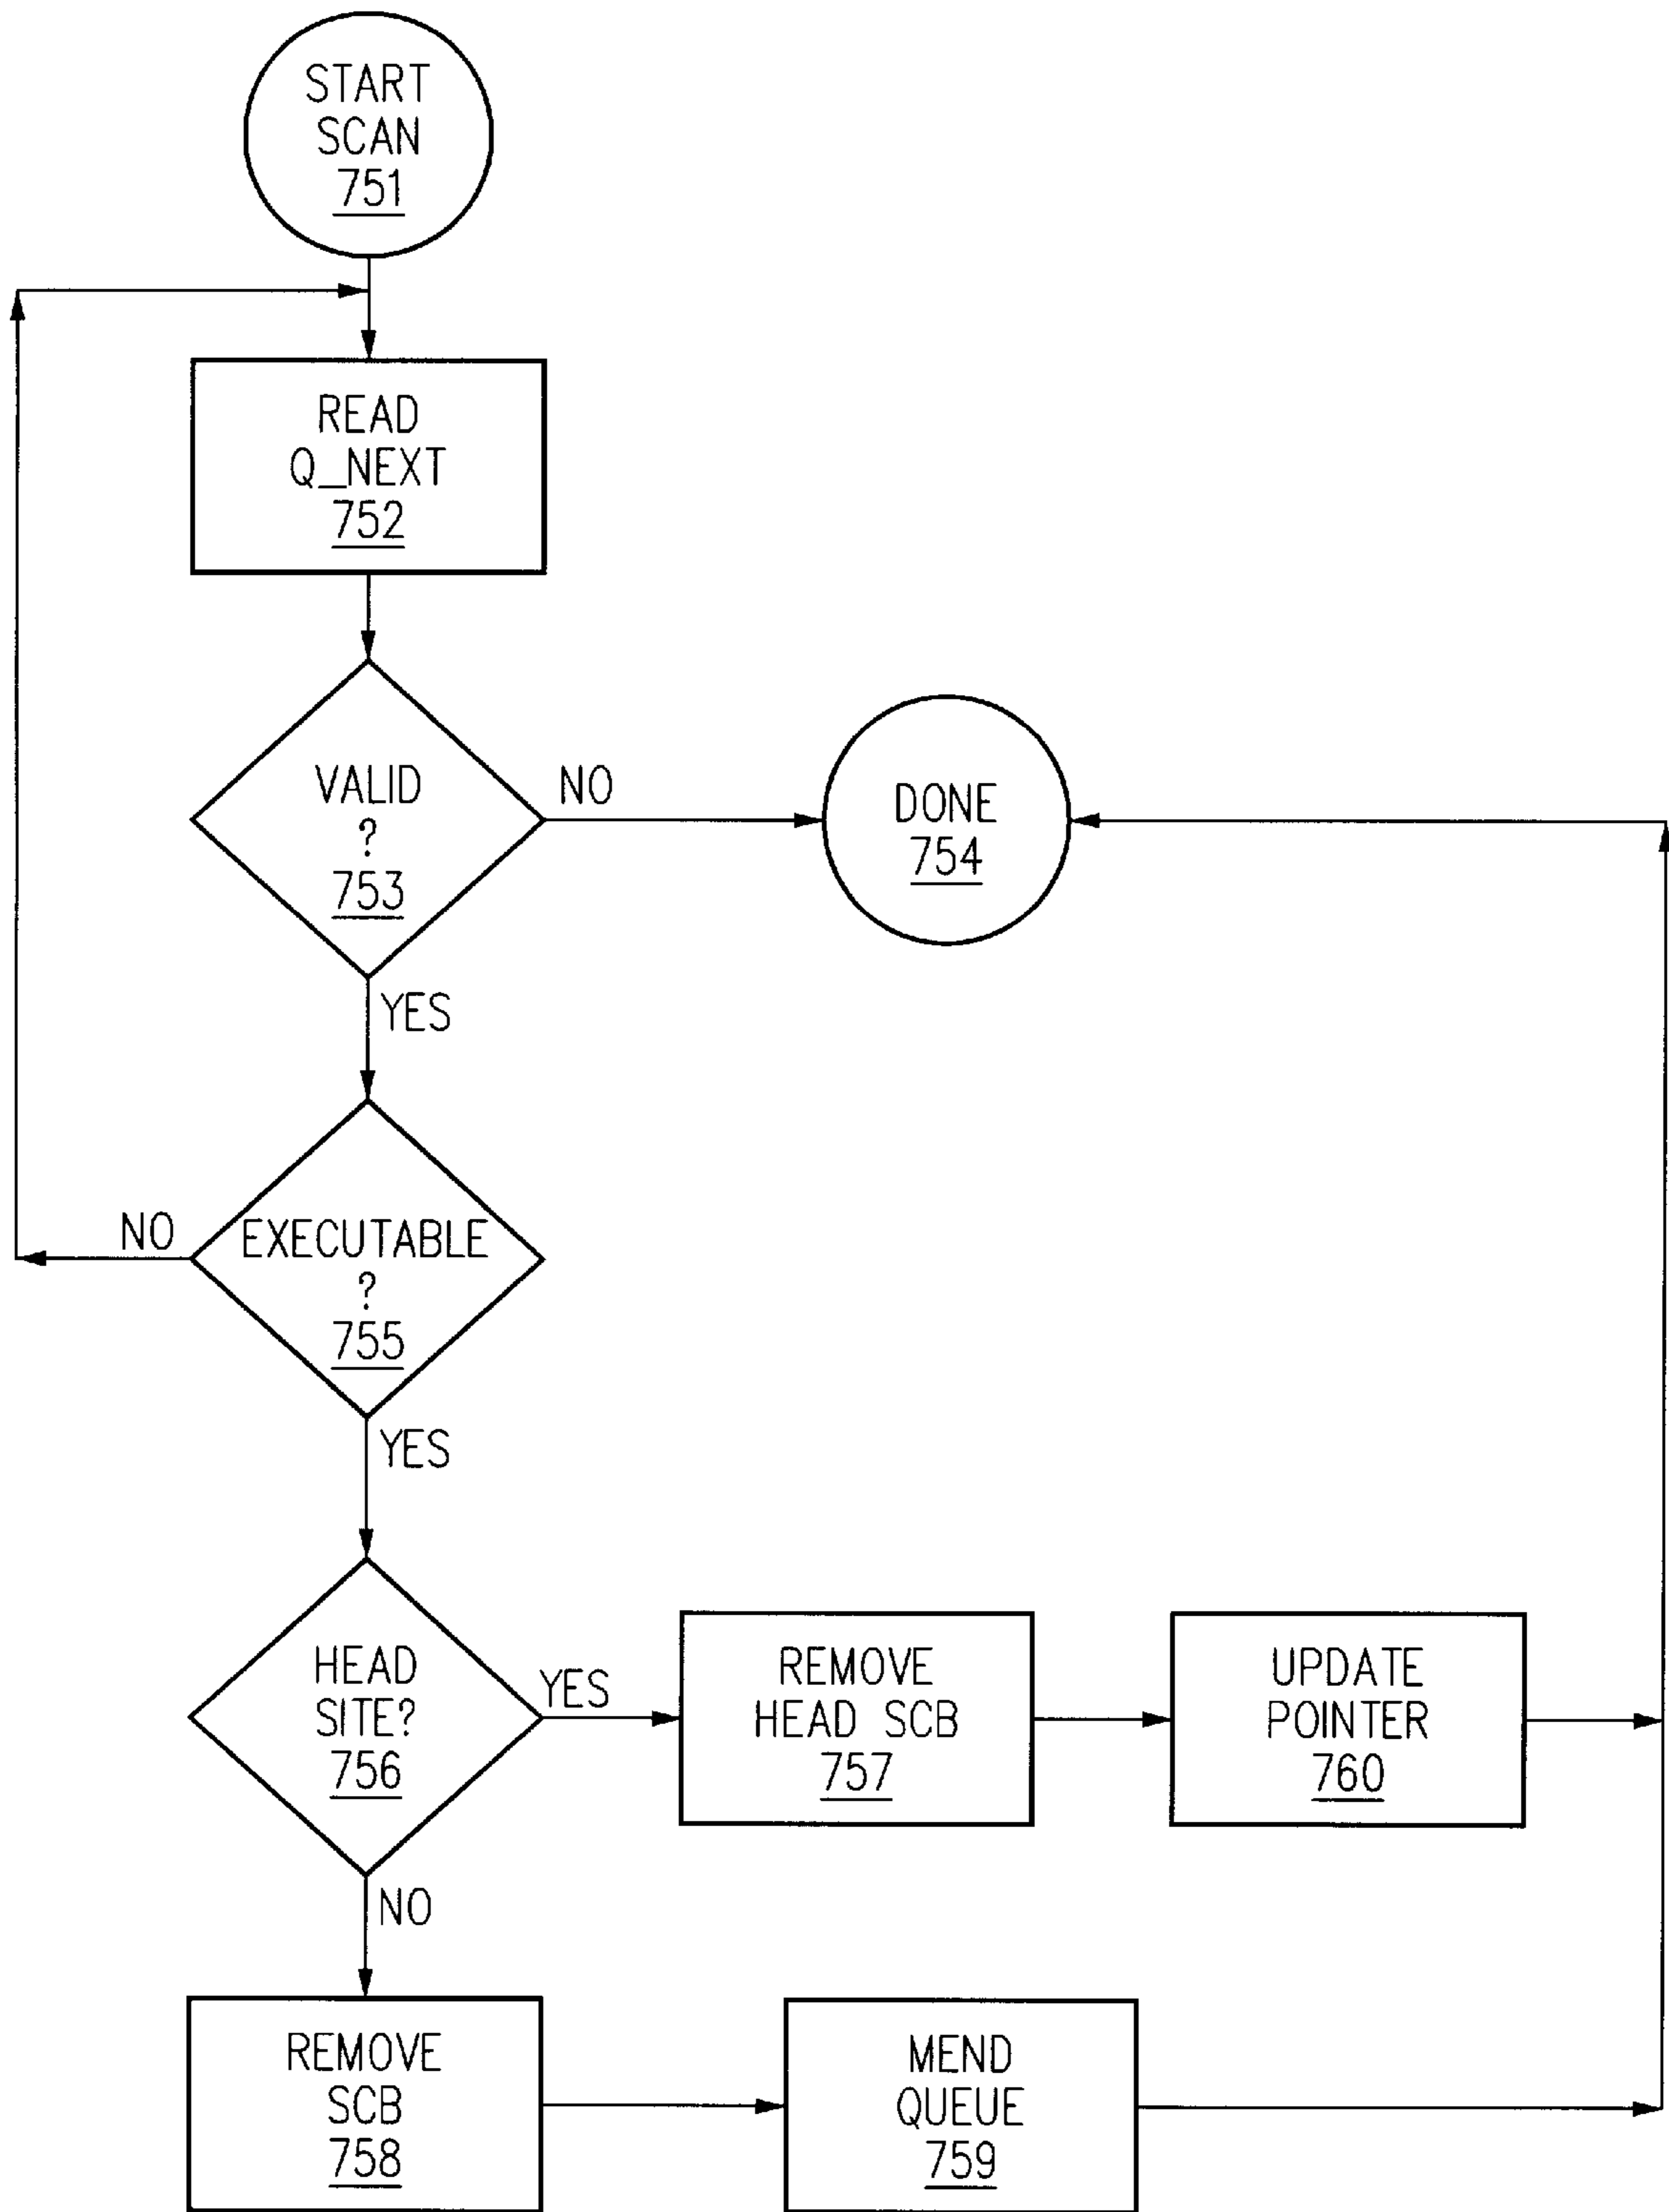 START
SCAN
751
READ
Q_NEXT
752
VALID
?
753
NO
DONE
754
YES
NO
EXECUTABLE
?
755
YES
HEAD
SITE?
756
YES
REMOVE
HEAD SCB
757
UPDATE
POINTER
760
NO
REMOVE
SCB
758
MEND
QUEUE
759